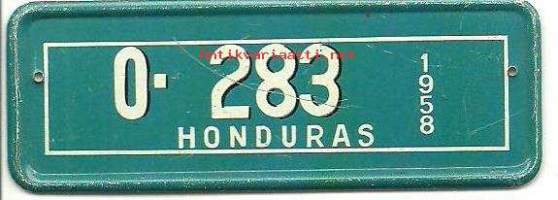 antikvariaatti.net
0- 283
1958
HONDURAS